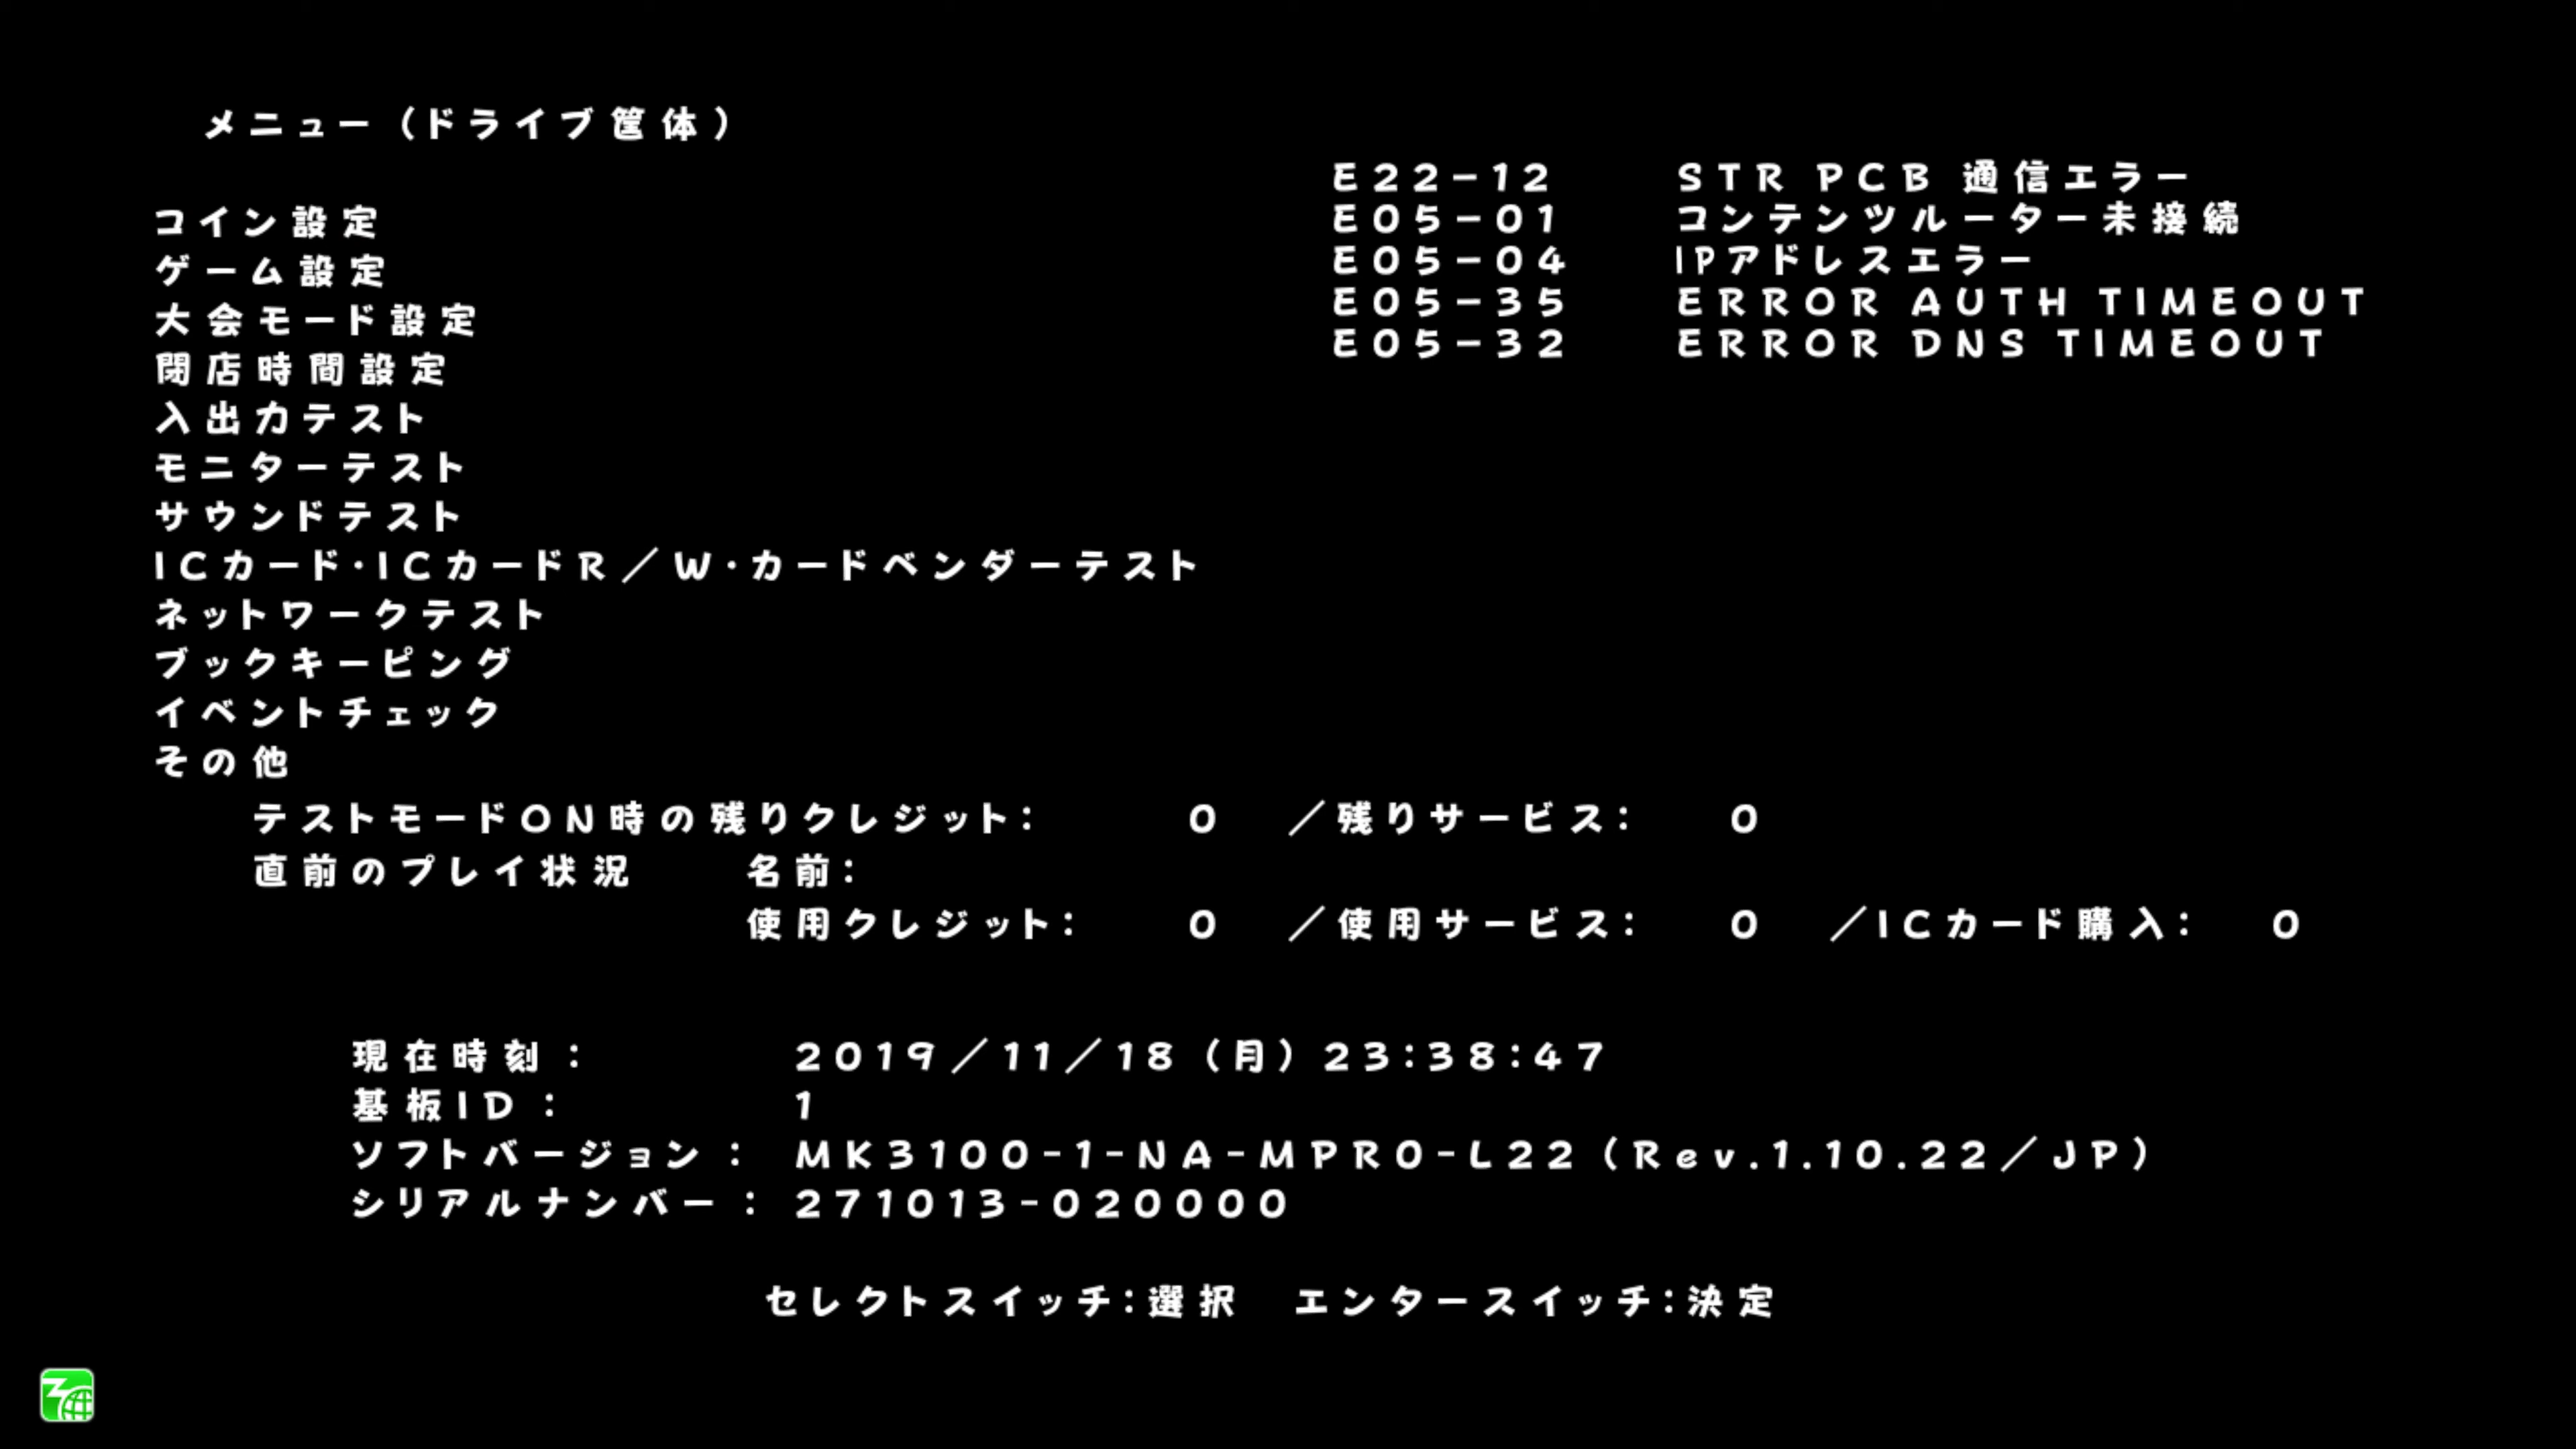 メニュー（ドライブ筐体）
E22-12 STR PCB 通信エラー
E05-01 コンテンツルーター未接続
E05-04 IPアドレスエラー
E05-35 ERROR AUTH TIMEOUT
E05-32 ERROR DNS TIMEOUT
コイン設定
ゲーム設定
大会モード設定
閉店時間設定
入出力テスト
モニターテスト
サウンドテスト
ICカード・ICカードR／W・カードベンダーテスト
ネットワークテスト
ブックキーピング
イベントチェック
その他
テストモードON時の残りクレジット： 0 ／残りサービス： 0
直前のプレイ状況 名前：
使用クレジット： 0 ／使用サービス： 0 ／ICカード購入： 0
現在時刻： 2019／11／18（月）23:38:47
基板ID： 1
ソフトバージョン： MK3100-1-NA-MPR0-L22（Rev.1.10.22／JP）
シリアルナンバー： 271013-020000
セレクトスイッチ：選択 エンタースイッチ：決定